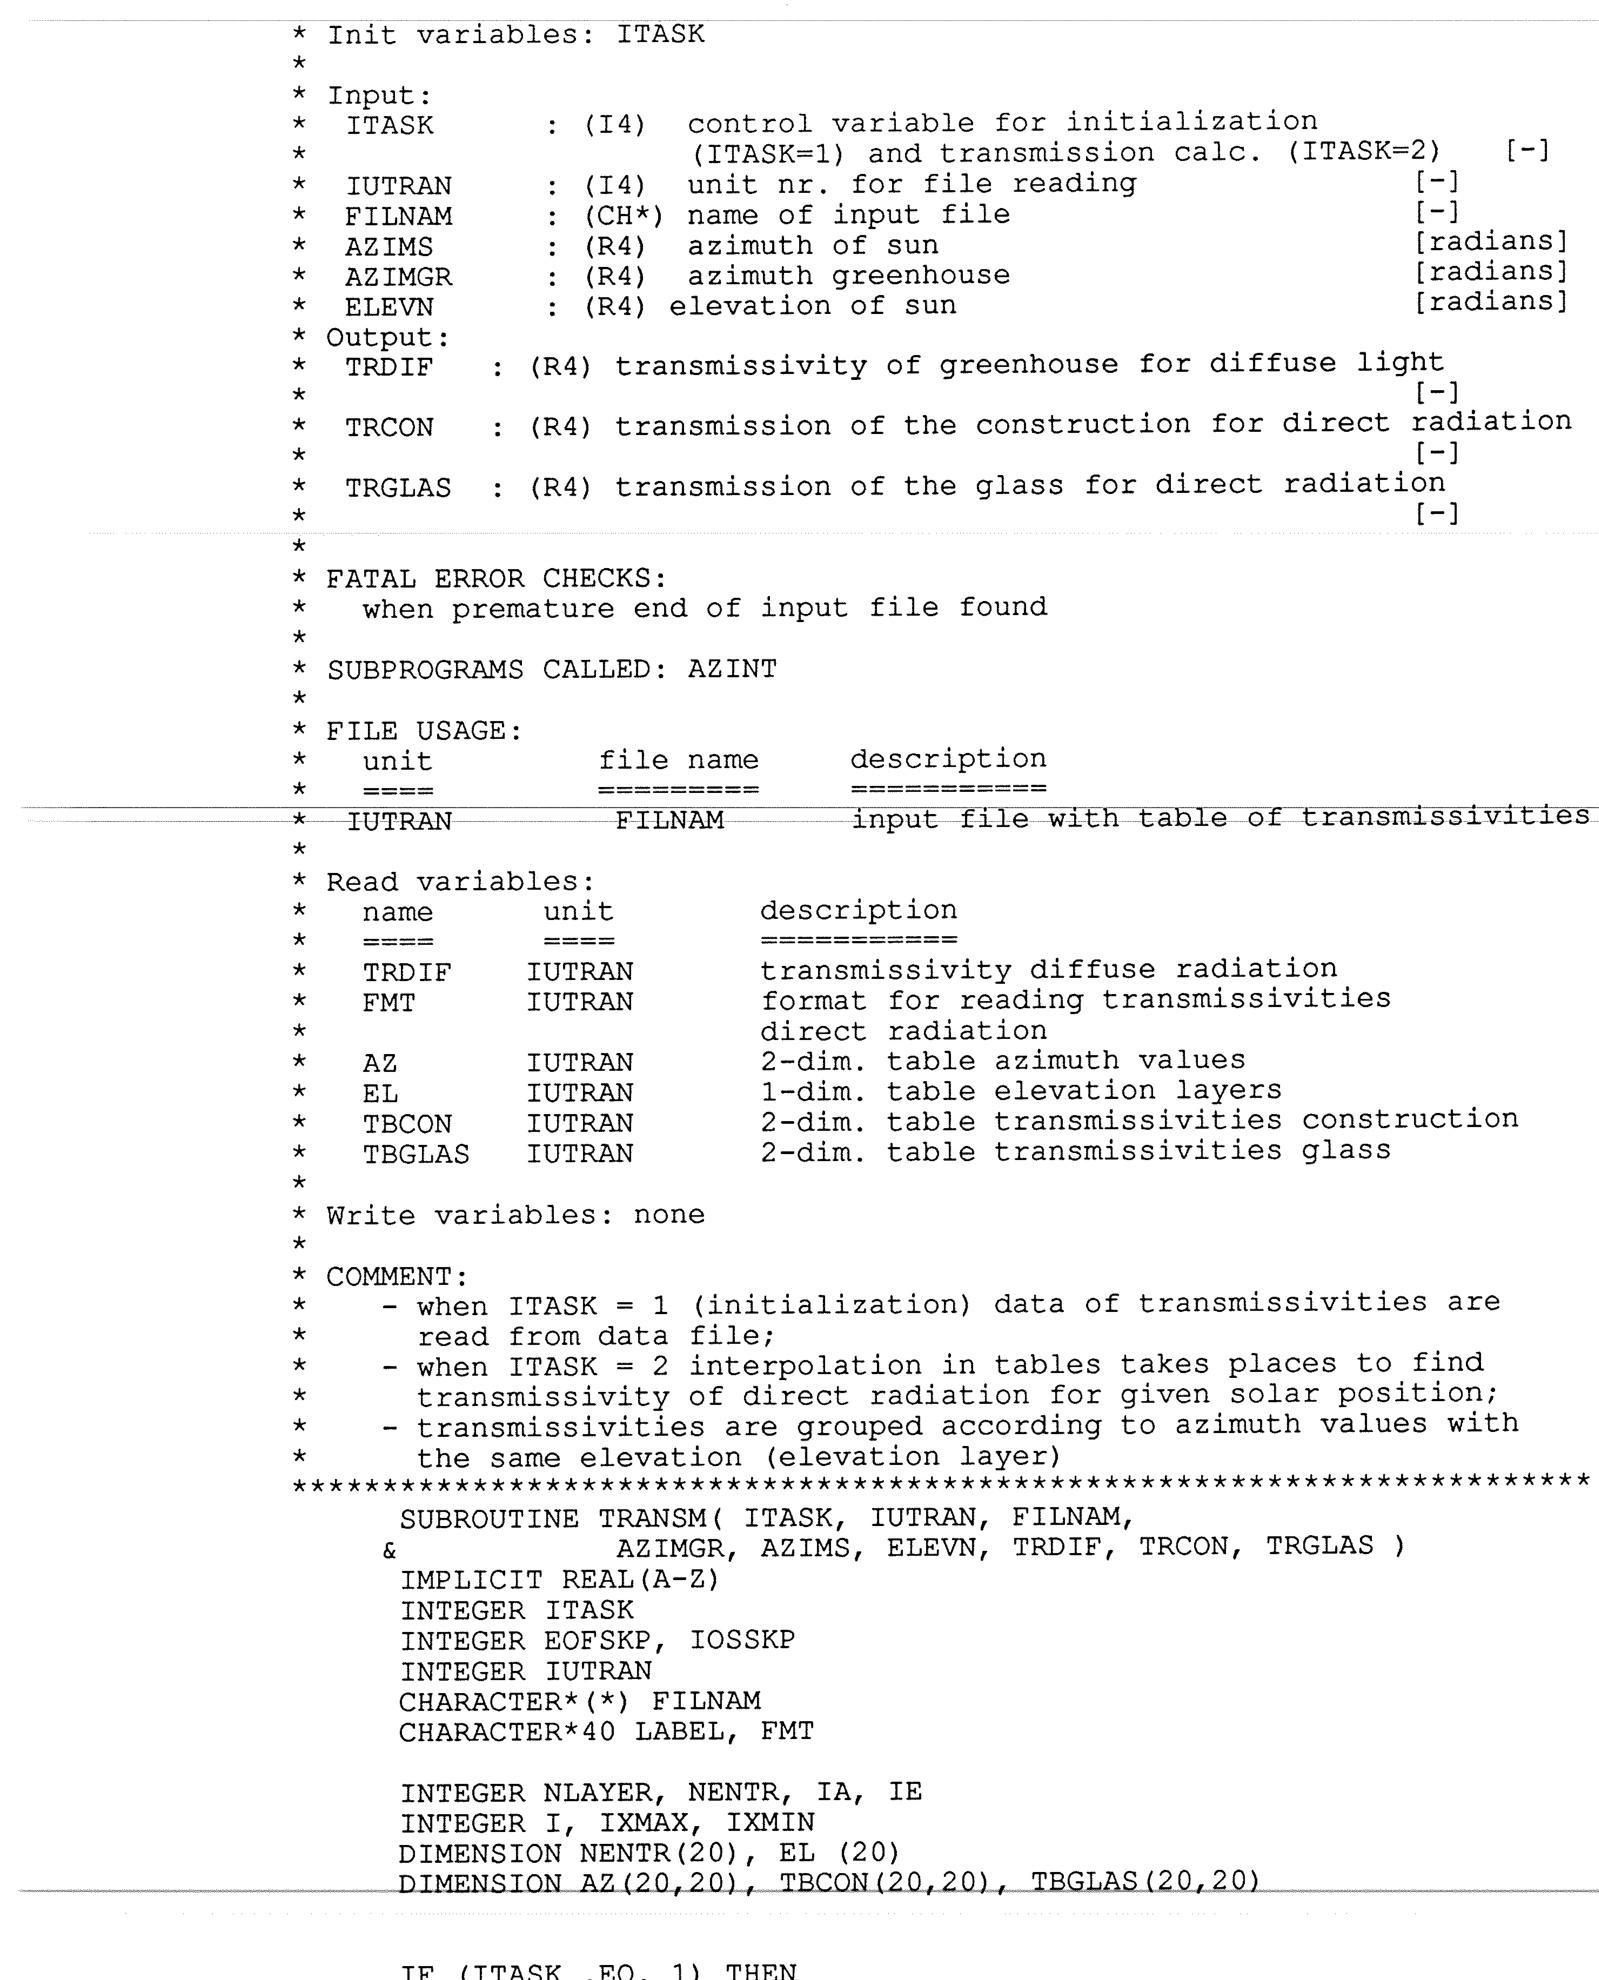 * Init variables: ITASK
*
* Input:
*  ITASK      : (I4)  control variable for initialization
*                     (ITASK=1) and transmission calc. (ITASK=2)   [-]
*  IUTRAN     : (I4)  unit nr. for file reading               [-]
*  FILNAM     : (CH*) name of input file                      [-]
*  AZIMS      : (R4)  azimuth of sun                          [radians]
*  AZIMGR     : (R4)  azimuth greenhouse                      [radians]
*  ELEVN      : (R4) elevation of sun                         [radians]
* Output:
*  TRDIF   : (R4) transmissivity of greenhouse for diffuse light
*                                                             [-]
*  TRCON   : (R4) transmission of the construction for direct radiation
*                                                             [-]
*  TRGLAS  : (R4) transmission of the glass for direct radiation
*                                                             [-]
*
* FATAL ERROR CHECKS:
*   when premature end of input file found
*
* SUBPROGRAMS CALLED: AZINT
*
* FILE USAGE:
*   unit         file name     description
*   ====         =========     ===========
*  IUTRAN         FILNAM       input file with table of transmissivities
*
* Read variables:
*   name      unit        description
*   ====      ====        ===========
*   TRDIF    IUTRAN       transmissivity diffuse radiation
*   FMT      IUTRAN       format for reading transmissivities
*                         direct radiation
*   AZ       IUTRAN       2-dim. table azimuth values
*   EL       IUTRAN       1-dim. table elevation layers
*   TBCON    IUTRAN       2-dim. table transmissivities construction
*   TBGLAS   IUTRAN       2-dim. table transmissivities glass
*
* Write variables: none
*
* COMMENT:
*    - when ITASK = 1 (initialization) data of transmissivities are
*      read from data file;
*    - when ITASK = 2 interpolation in tables takes places to find
*      transmissivity of direct radiation for given solar position;
*    - transmissivities are grouped according to azimuth values with
*      the same elevation (elevation layer)
************************************************************************
      SUBROUTINE TRANSM( ITASK, IUTRAN, FILNAM,
     &            AZIMGR, AZIMS, ELEVN, TRDIF, TRCON, TRGLAS )
      IMPLICIT REAL(A-Z)
      INTEGER ITASK
      INTEGER EOFSKP, IOSSKP
      INTEGER IUTRAN
      CHARACTER*(*) FILNAM
      CHARACTER*40 LABEL, FMT

      INTEGER NLAYER, NENTR, IA, IE
      INTEGER I, IXMAX, IXMIN
      DIMENSION NENTR(20), EL (20)
      DIMENSION AZ(20,20), TBCON(20,20), TBGLAS(20,20)

      IF (ITASK .EQ. 1) THEN